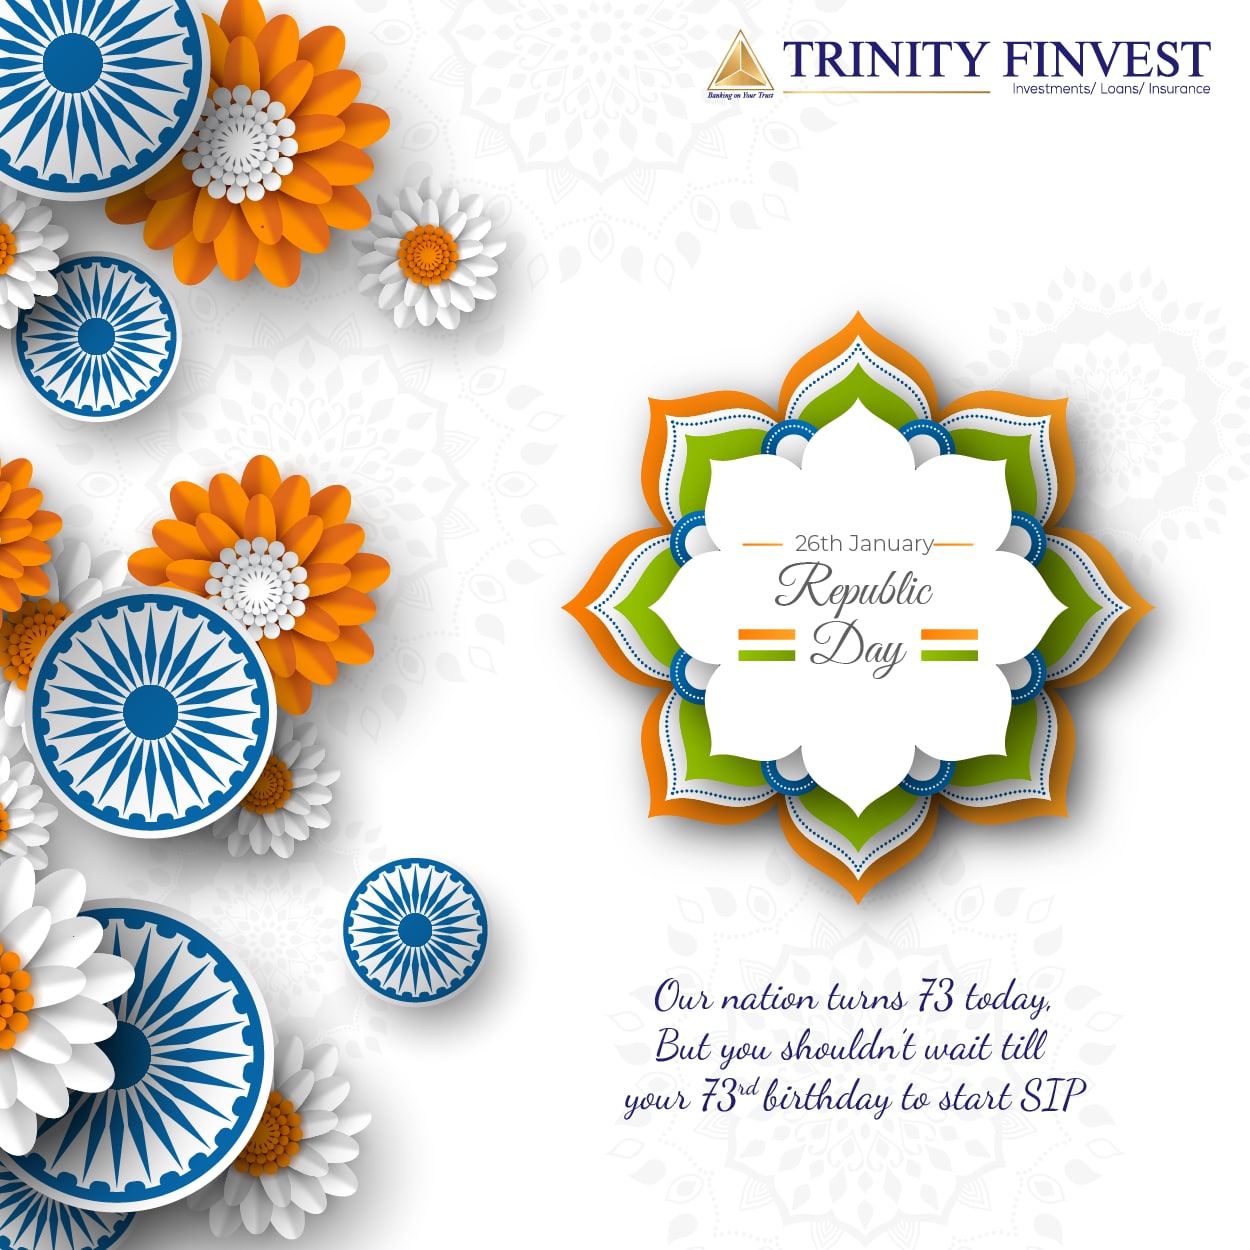 TRINITY FINVEST
Banking on Your Trust
Investments/ Loans/ Insurance
26th January
Republic
Day
Our nation turns 73 today,
But you shouldn't wait till
your 73rd birthday to start SIP